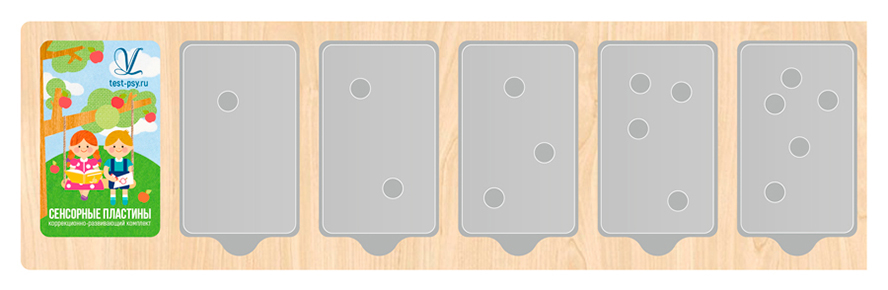 test-psy.ru
СЕНСОРНЫЕ ПЛАСТИНЫ
коррекционно-развивающий комплект